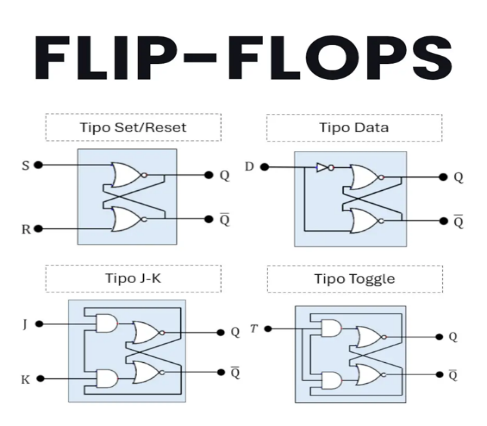 FLIP-FLOPS
Tipo Set/Reset
S
R
Q
Q̅
Tipo Data
D
Q
Q̅
Tipo J-K
J
K
Q
Q̅
Tipo Toggle
T
Q
Q̅